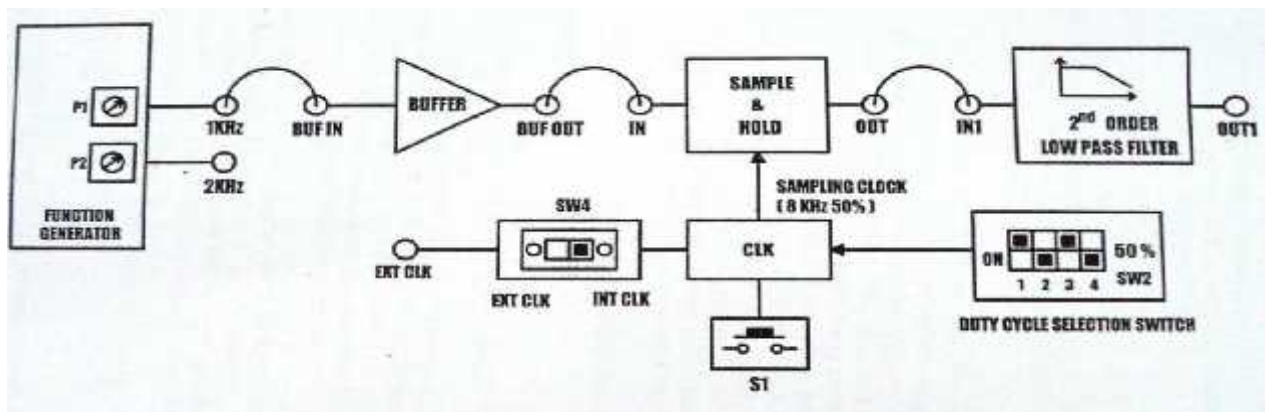 P1
P2
FUNCTION
GENERATOR
1KHz
2KHz
BUF IN
BUFFER
BUF OUT
IN
SAMPLE
&
HOLD
OUT
IN1
2nd ORDER
LOW PASS FILTER
OUT1
SAMPLING CLOCK
( 8 KHz 50% )
SW4
EXT CLK
EXT CLK
INT CLK
CLK
ON
50 %
SW2
1 2 3 4
DUTY CYCLE SELECTION SWITCH
S1